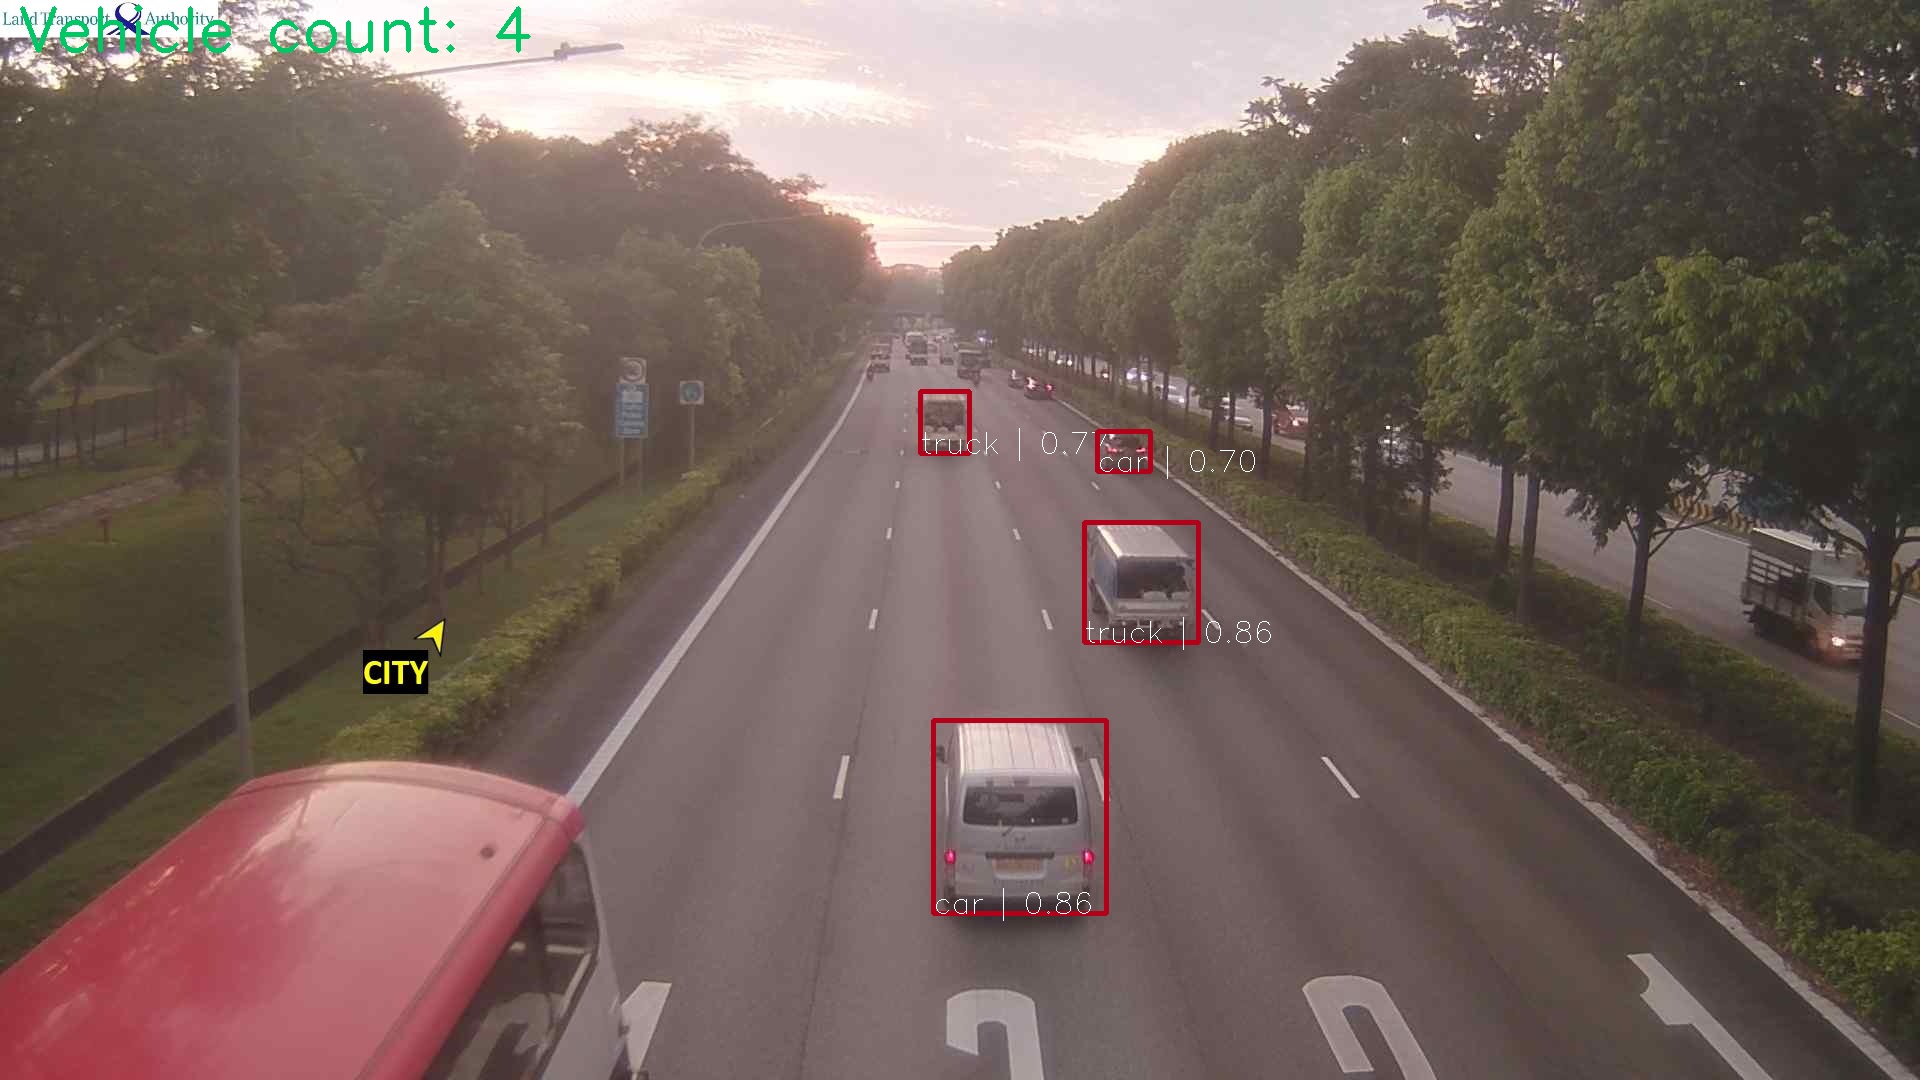 Land Transport Authority
Vehicle count: 4
truck | 0.77
car | 0.70
truck | 0.86
CITY
car | 0.86
1